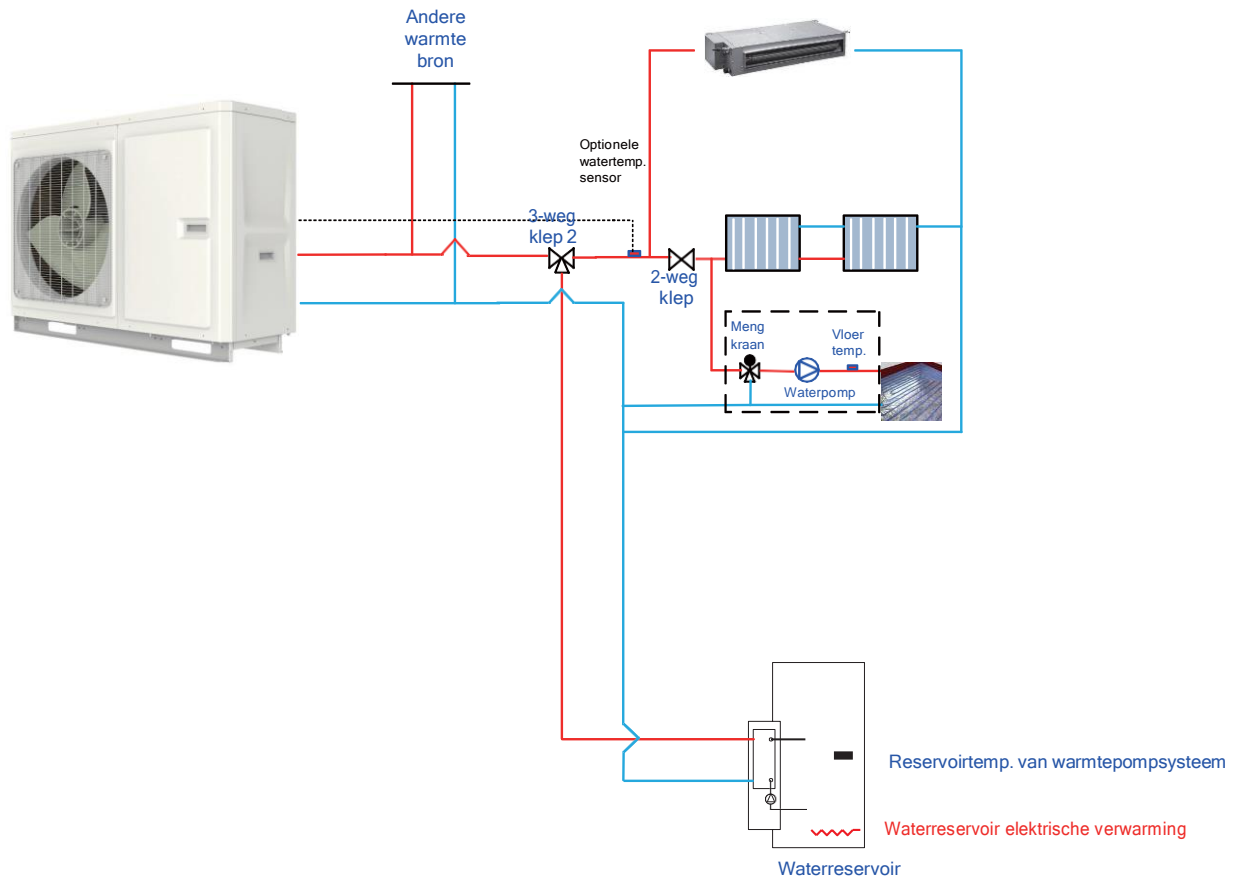 Andere
warmte
bron
Optionele
watertemp.
sensor
3-weg
klep 2
2-weg
klep
Meng
kraan
Vloer
temp.
Waterpomp
Reservoirtemp. van warmtepompsysteem
Waterreservoir elektrische verwarming
Waterreservoir